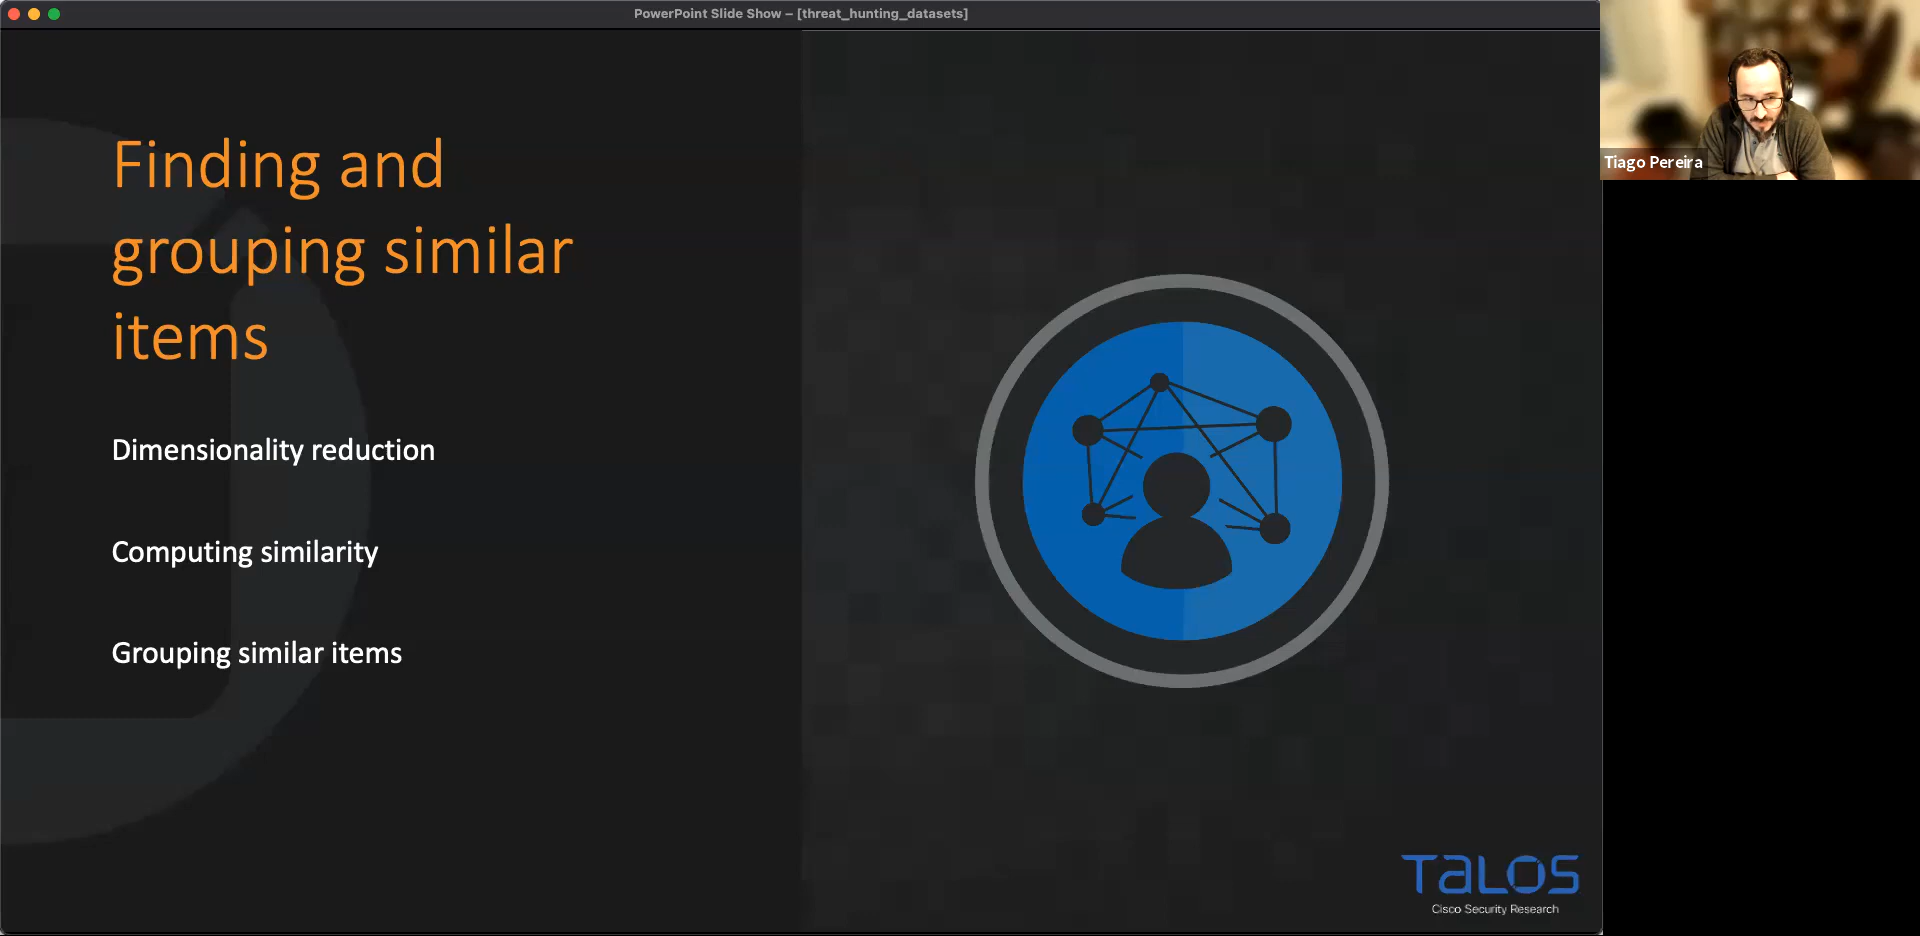 PowerPoint Slide Show – [threat_hunting_datasets]
Finding and
grouping similar
items
Dimensionality reduction
Computing similarity
Grouping similar items
Tiago Pereira
TALOS
Cisco Security Research